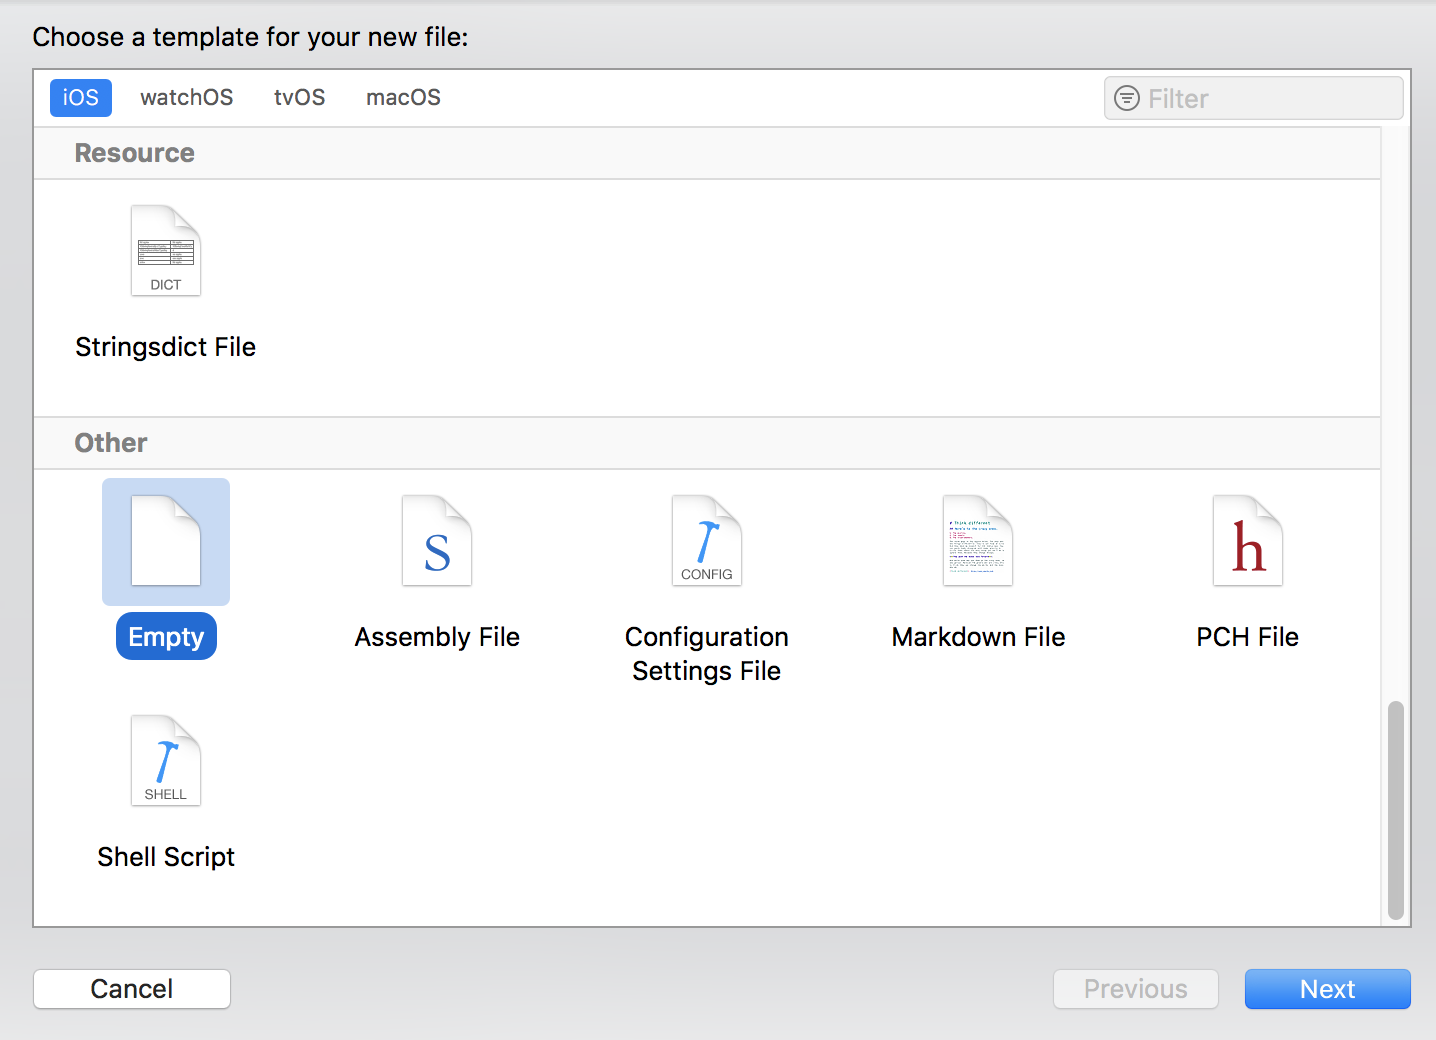 Choose a template for your new file:
iOS watchOS tvOS macOS Filter
Resource
DICT
Stringsdict File
Other
S CONFIG h
Empty Assembly File Configuration Settings File Markdown File PCH File
SHELL
Shell Script
Cancel Previous Next